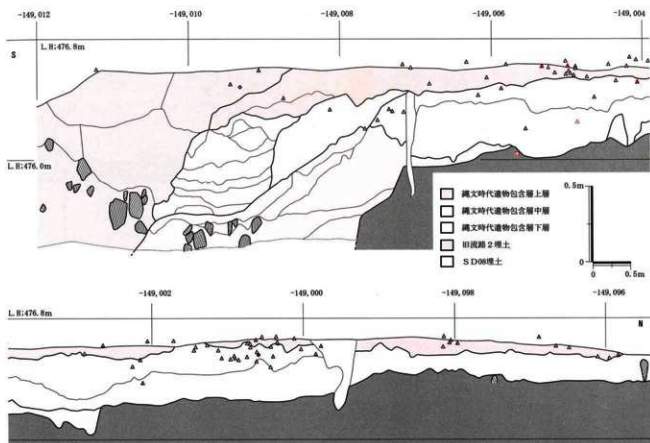 -149,012
-149,010
-149,008
-149,006
-149,004
S
L.H;476.8m
L.H;476.0m
縄文時代遺物包含層上層
縄文時代遺物包含層中層
縄文時代遺物包含層下層
旧流路2埋土
SD08埋土
0.5m
0
0
0.5m
L.H;476.8m
-149,002
-149,000
-149,098
-149,096
N